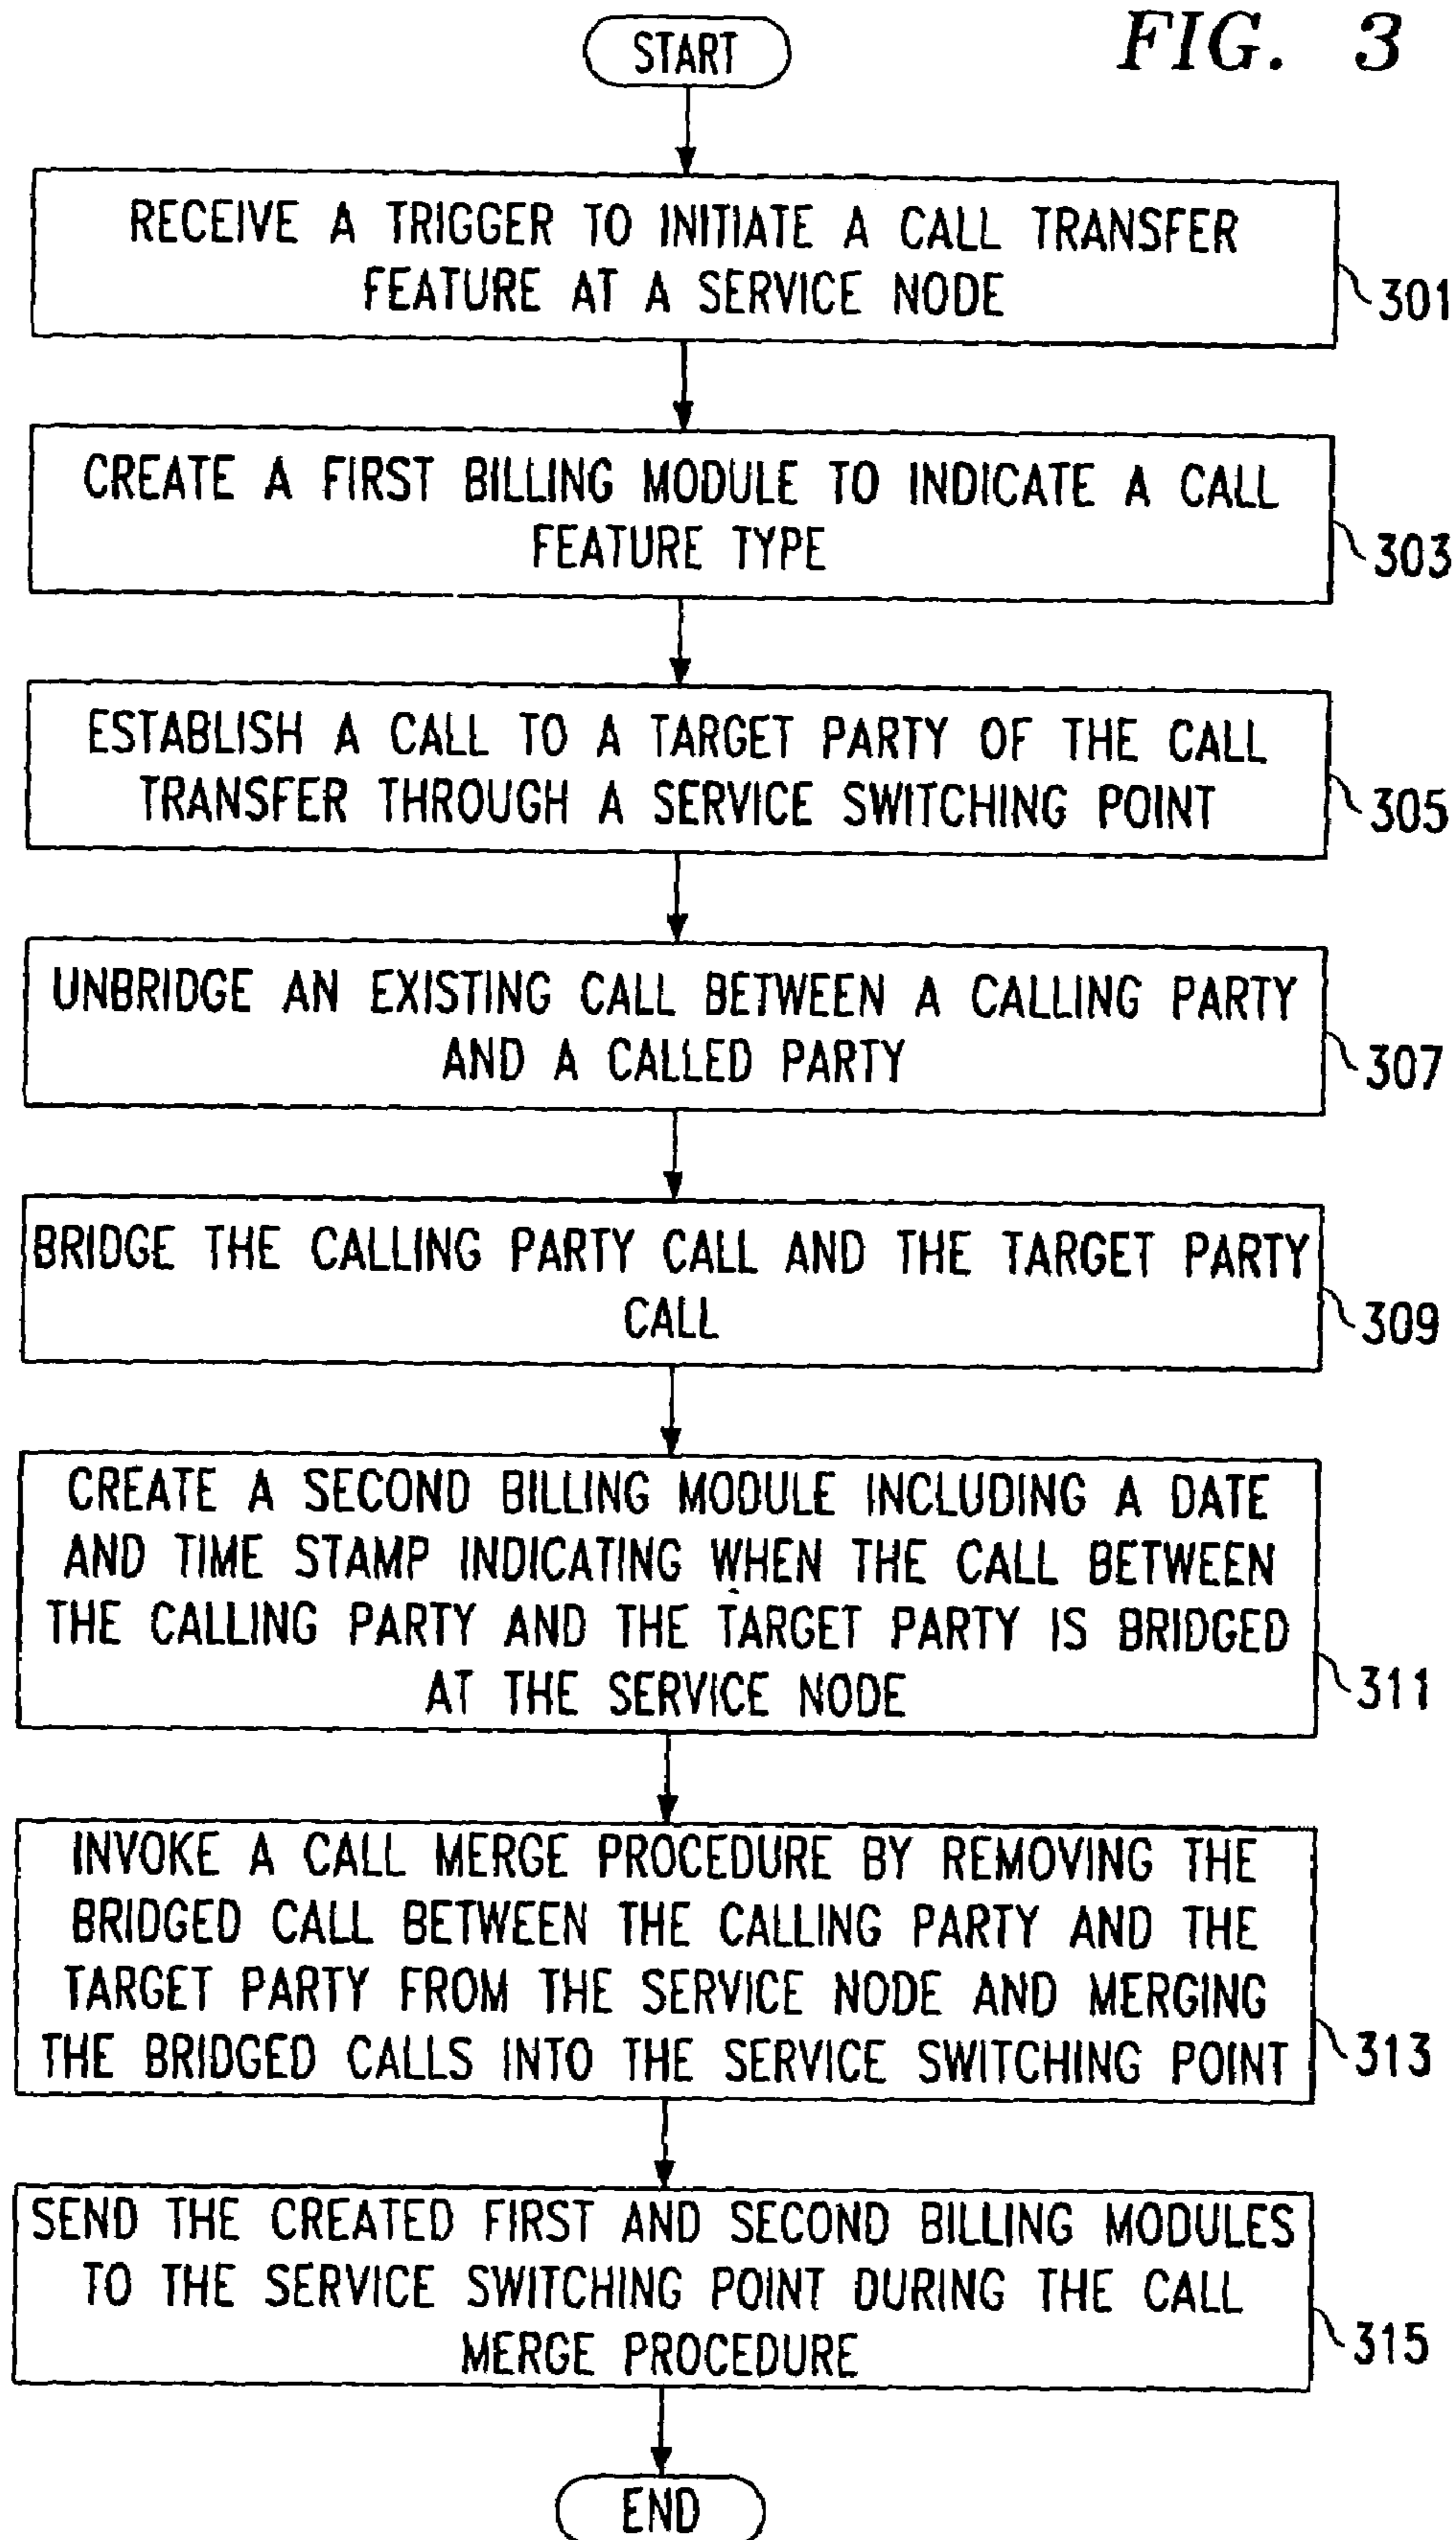 FIG. 3
START
RECEIVE A TRIGGER TO INITIATE A CALL TRANSFER
FEATURE AT A SERVICE NODE
301
CREATE A FIRST BILLING MODULE TO INDICATE A CALL
FEATURE TYPE
303
ESTABLISH A CALL TO A TARGET PARTY OF THE CALL
TRANSFER THROUGH A SERVICE SWITCHING POINT
305
UNBRIDGE AN EXISTING CALL BETWEEN A CALLING PARTY
AND A CALLED PARTY
307
BRIDGE THE CALLING PARTY CALL AND THE TARGET PARTY
CALL
309
CREATE A SECOND BILLING MODULE INCLUDING A DATE
AND TIME STAMP INDICATING WHEN THE CALL BETWEEN
THE CALLING PARTY AND THE TARGET PARTY IS BRIDGED
AT THE SERVICE NODE
311
INVOKE A CALL MERGE PROCEDURE BY REMOVING THE
BRIDGED CALL BETWEEN THE CALLING PARTY AND THE
TARGET PARTY FROM THE SERVICE NODE AND MERGING
THE BRIDGED CALLS INTO THE SERVICE SWITCHING POINT
313
SEND THE CREATED FIRST AND SECOND BILLING MODULES
TO THE SERVICE SWITCHING POINT DURING THE CALL
MERGE PROCEDURE
315
END